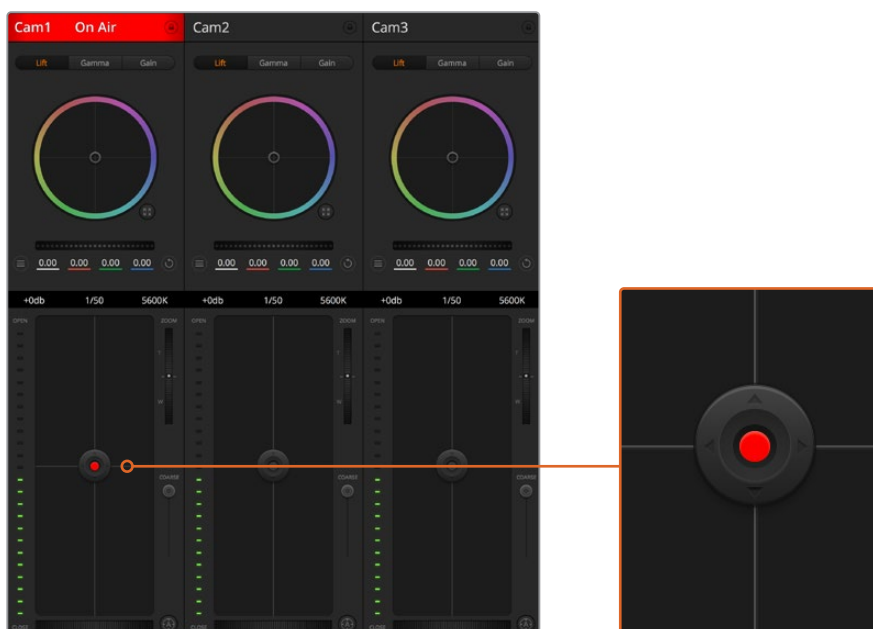 Cam1 On Air Cam2 Cam3
Lift Gamma Gain Lift Gamma Gain Lift Gamma Gain
0.00 0.00 0.00 0.00 0.00 0.00 0.00 0.00 0.00 0.00 0.00 0.00
+0db 1/50 5600K +0db 1/50 5600K +0db 1/50 5600K
OPEN ZOOM OPEN ZOOM OPEN ZOOM
T T T
W W W
COARSE COARSE COARSE
CLOSE CLOSE CLOSE